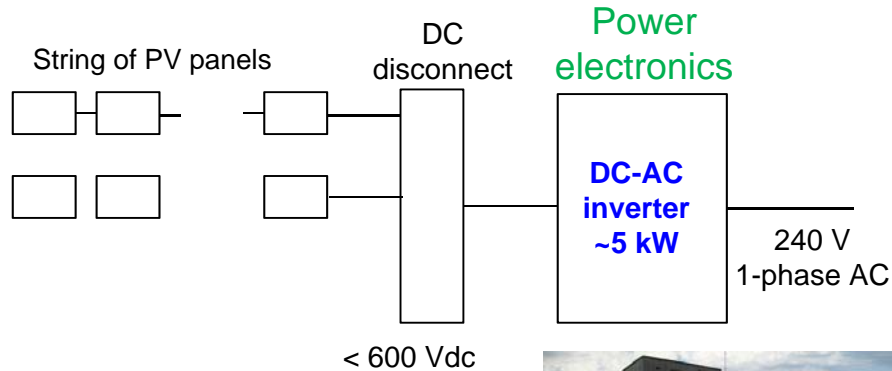 String of PV panels
DC
disconnect
Power
electronics
DC-AC
inverter
~5 kW
240 V
1-phase AC
< 600 Vdc